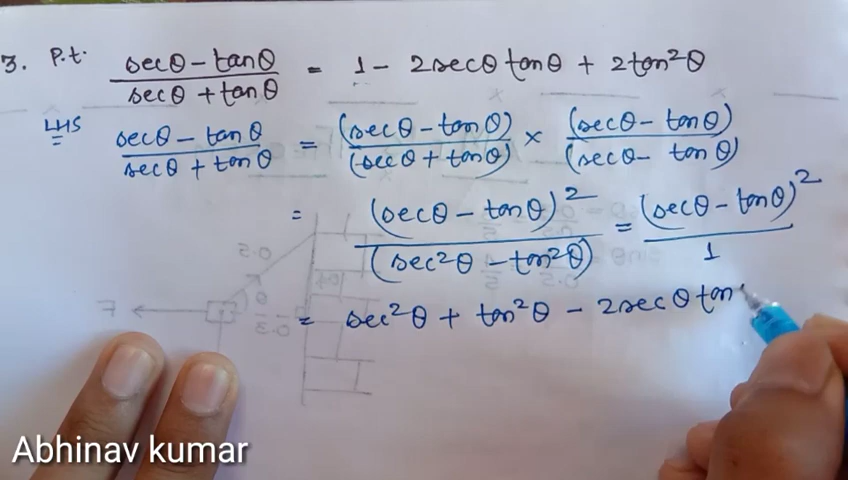 3. P.t. secθ - tanθ / secθ + tanθ = 1 - 2secθ tanθ + 2tan²θ
LHS secθ - tanθ / secθ + tanθ = (secθ - tanθ) / (secθ + tanθ) × (secθ - tanθ) / (secθ - tanθ)
= (secθ - tanθ)² / (sec²θ - tan²θ) = (secθ - tanθ)² / 1
= sec²θ + tan²θ - 2secθ tan
Abhinav kumar